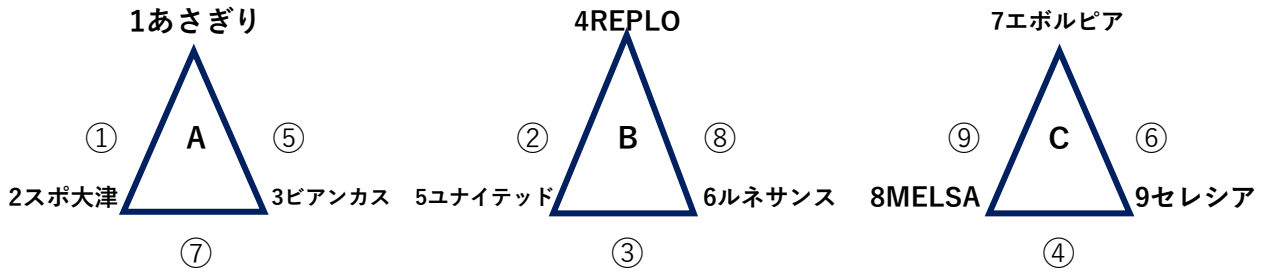 1あさぎり
4REPLO
7エボルピア
① A ⑤
② B ⑧
⑨ C ⑥
2スポ大津 3ビアンカス
5ユナイテッド 6ルネサンス
8MELSA 9セレシア
⑦
③
④